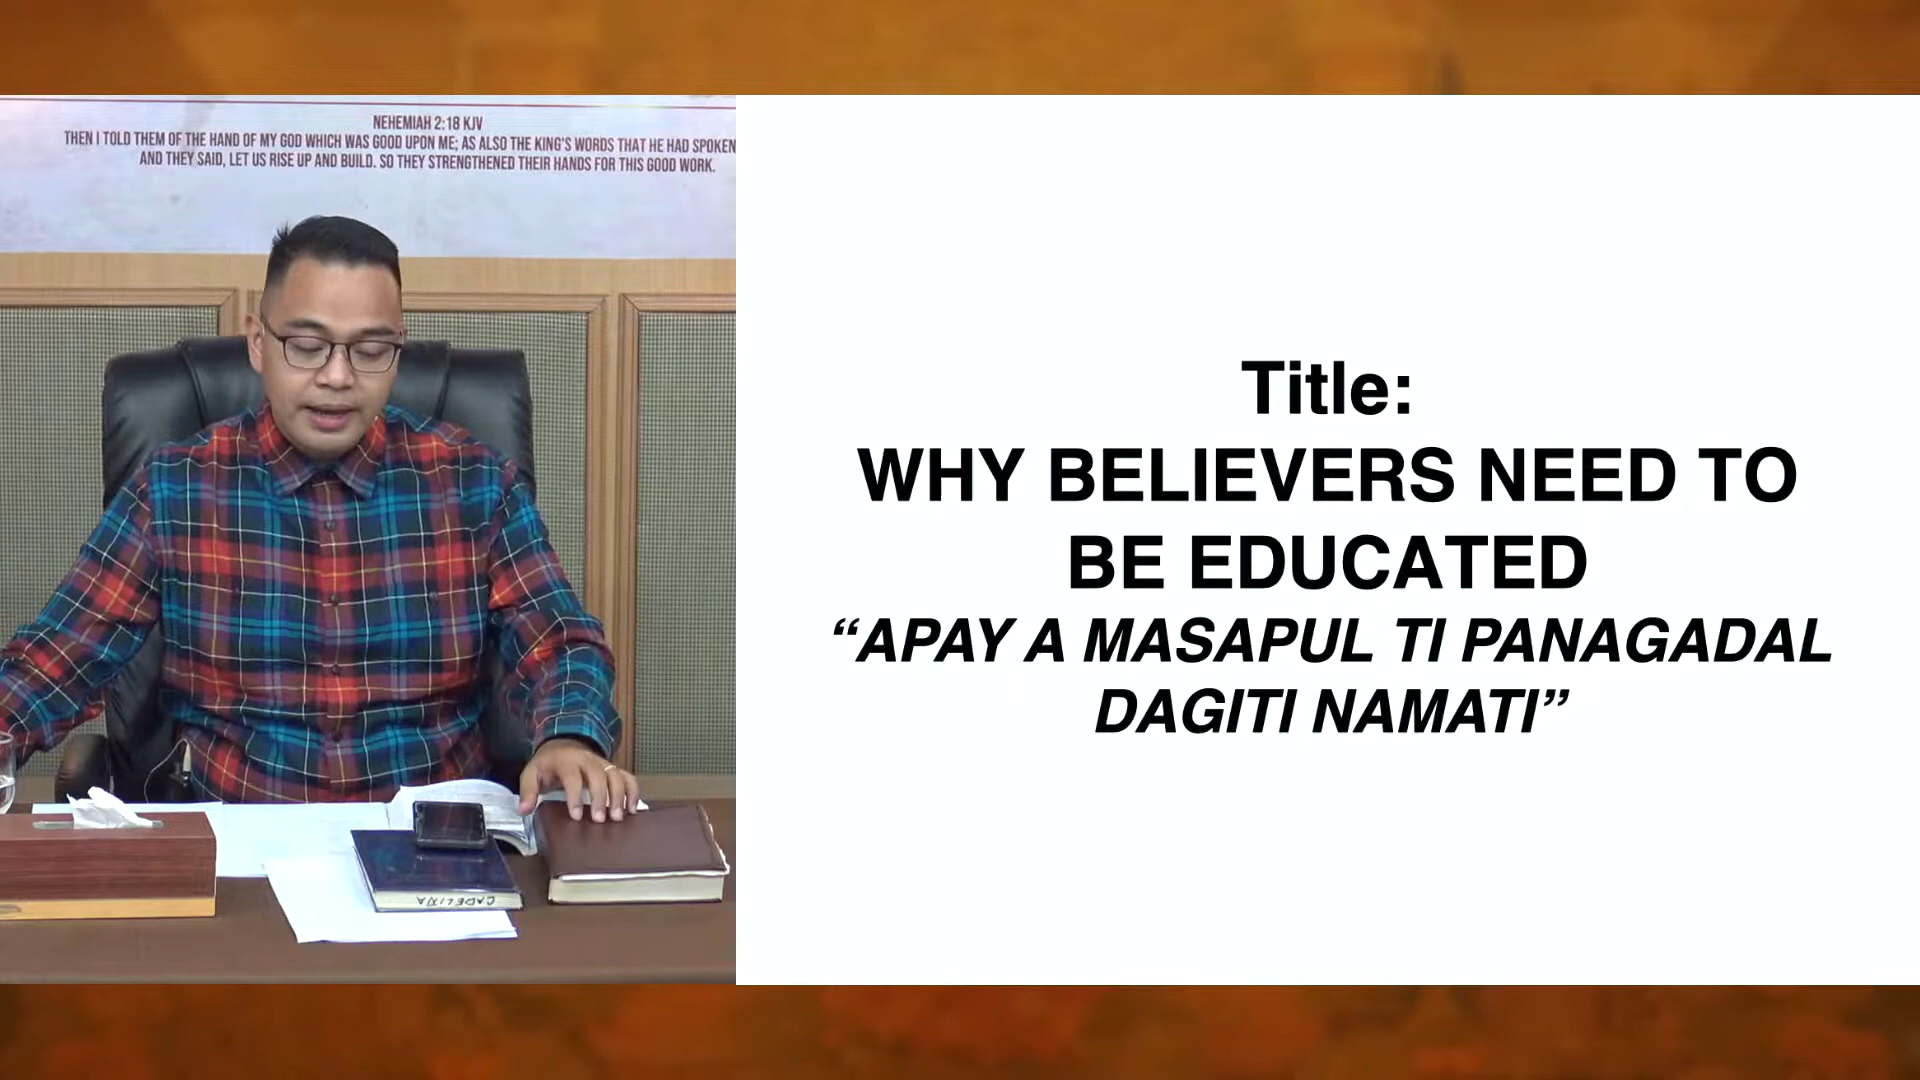 NEHEMIAH 2:18 KJV
THEN I TOLD THEM OF THE HAND OF MY GOD WHICH WAS GOOD UPON ME; AS ALSO THE KING'S WORDS THAT HE HAD SPOKEN
AND THEY SAID, LET US RISE UP AND BUILD. SO THEY STRENGTHENED THEIR HANDS FOR THIS GOOD WORK.
Title:
WHY BELIEVERS NEED TO
BE EDUCATED
“APAY A MASAPUL TI PANAGADAL
DAGITI NAMATI”
CADELINA